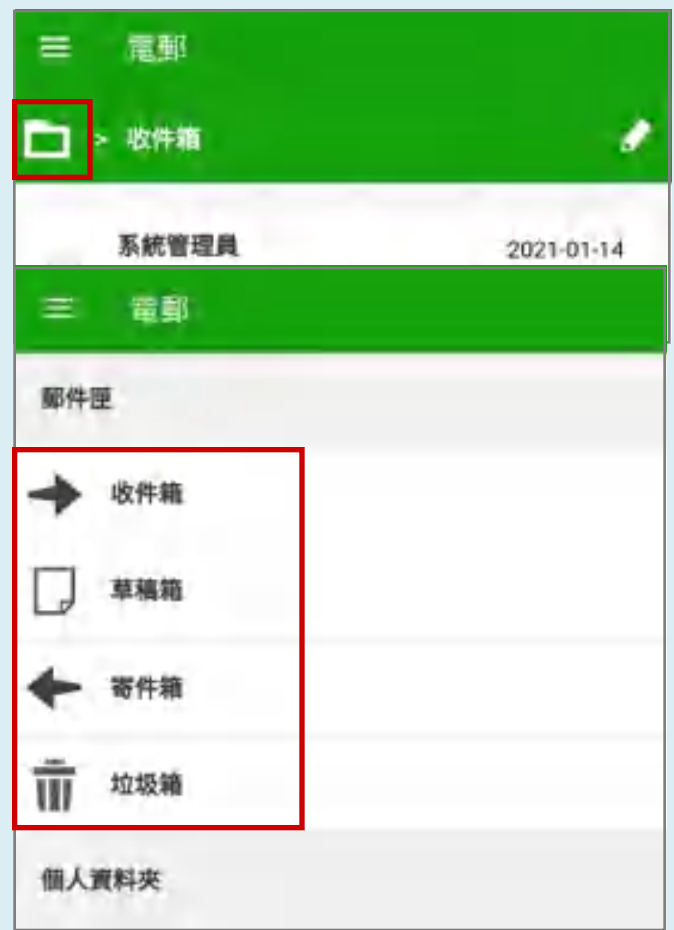 電郵
> 收件箱
系統管理員 2021-01-14
電郵
郵件匣
收件箱
草稿箱
寄件箱
垃圾箱
個人資料夾